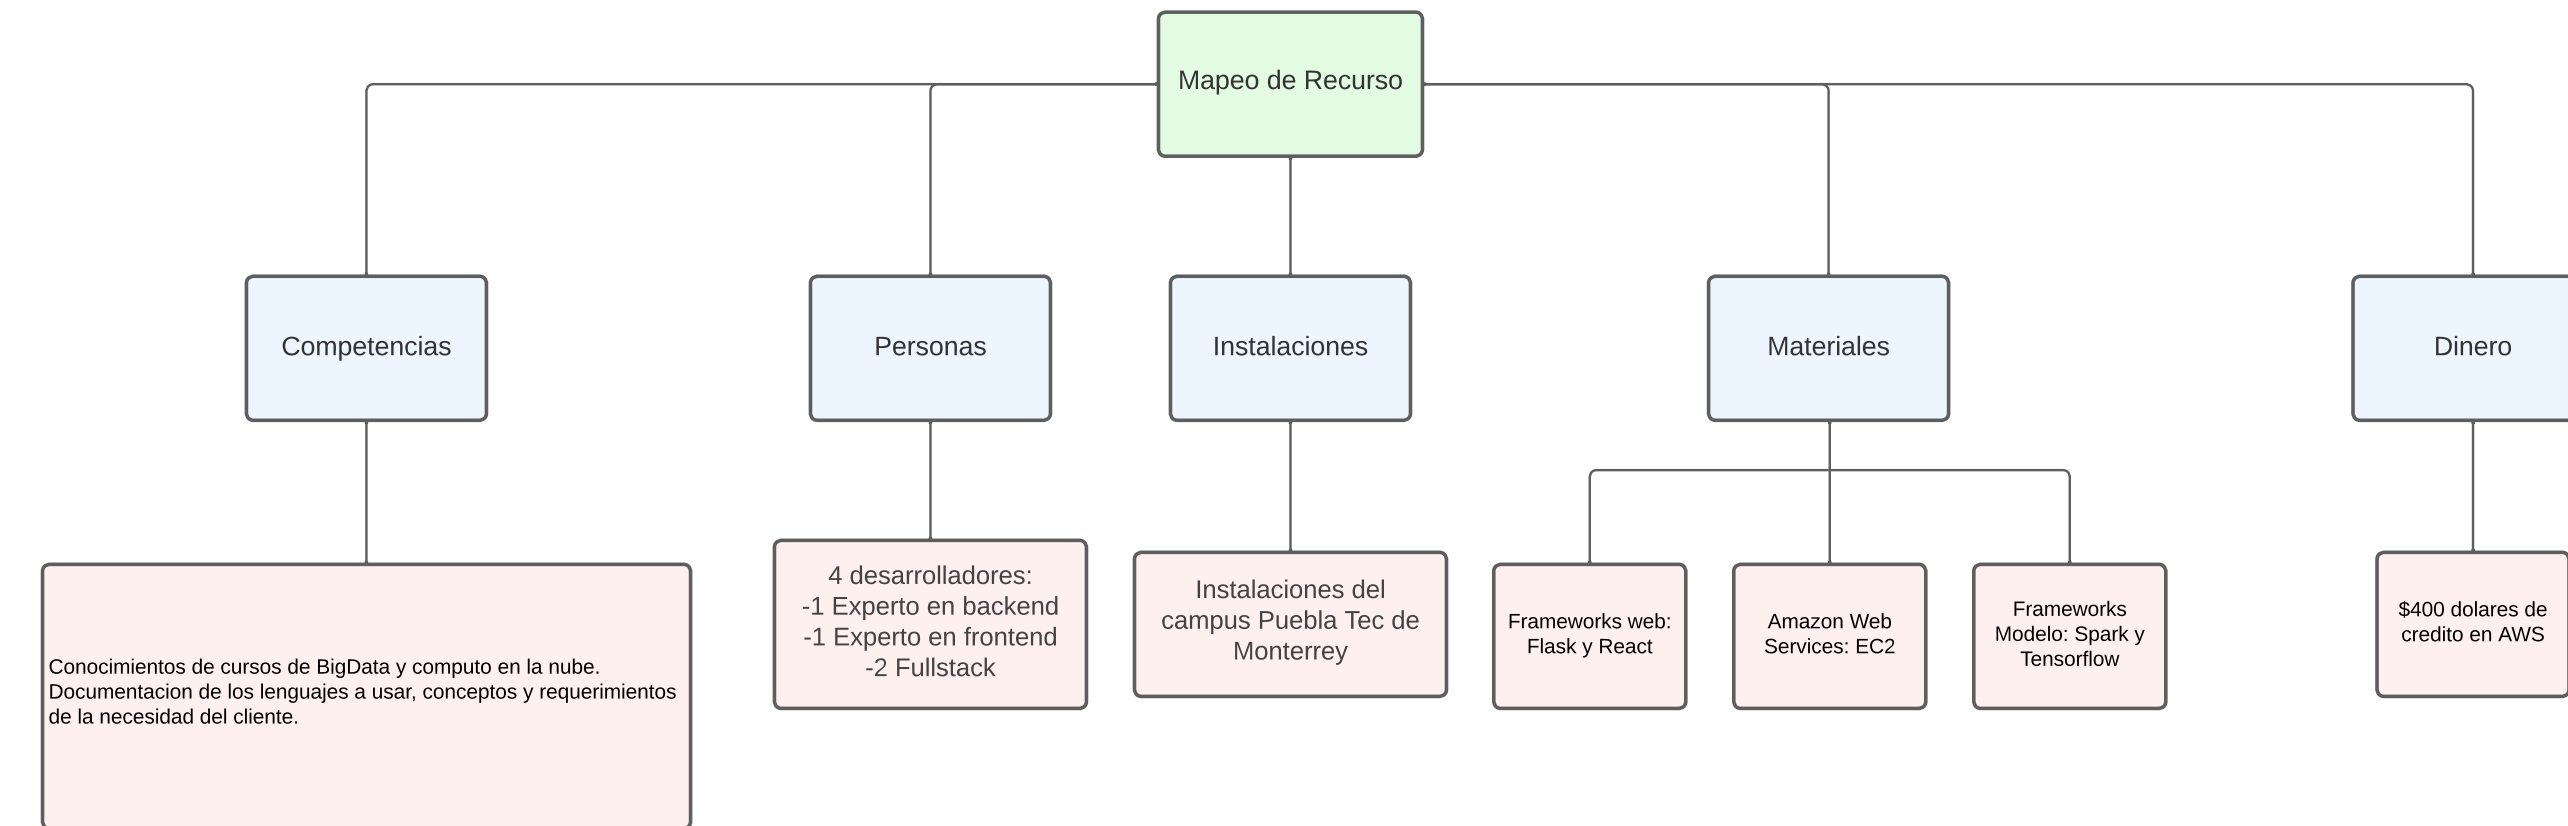 Mapeo de Recurso
Competencias
Personas
Instalaciones
Materiales
Dinero
Conocimientos de cursos de BigData y computo en la nube.
Documentacion de los lenguajes a usar, conceptos y requerimientos
de la necesidad del cliente.
4 desarrolladores:
-1 Experto en backend
-1 Experto en frontend
-2 Fullstack
Instalaciones del
campus Puebla Tec de
Monterrey
Frameworks web:
Flask y React
Amazon Web
Services: EC2
Frameworks
Modelo: Spark y
Tensorflow
$400 dolares de
credito en AWS